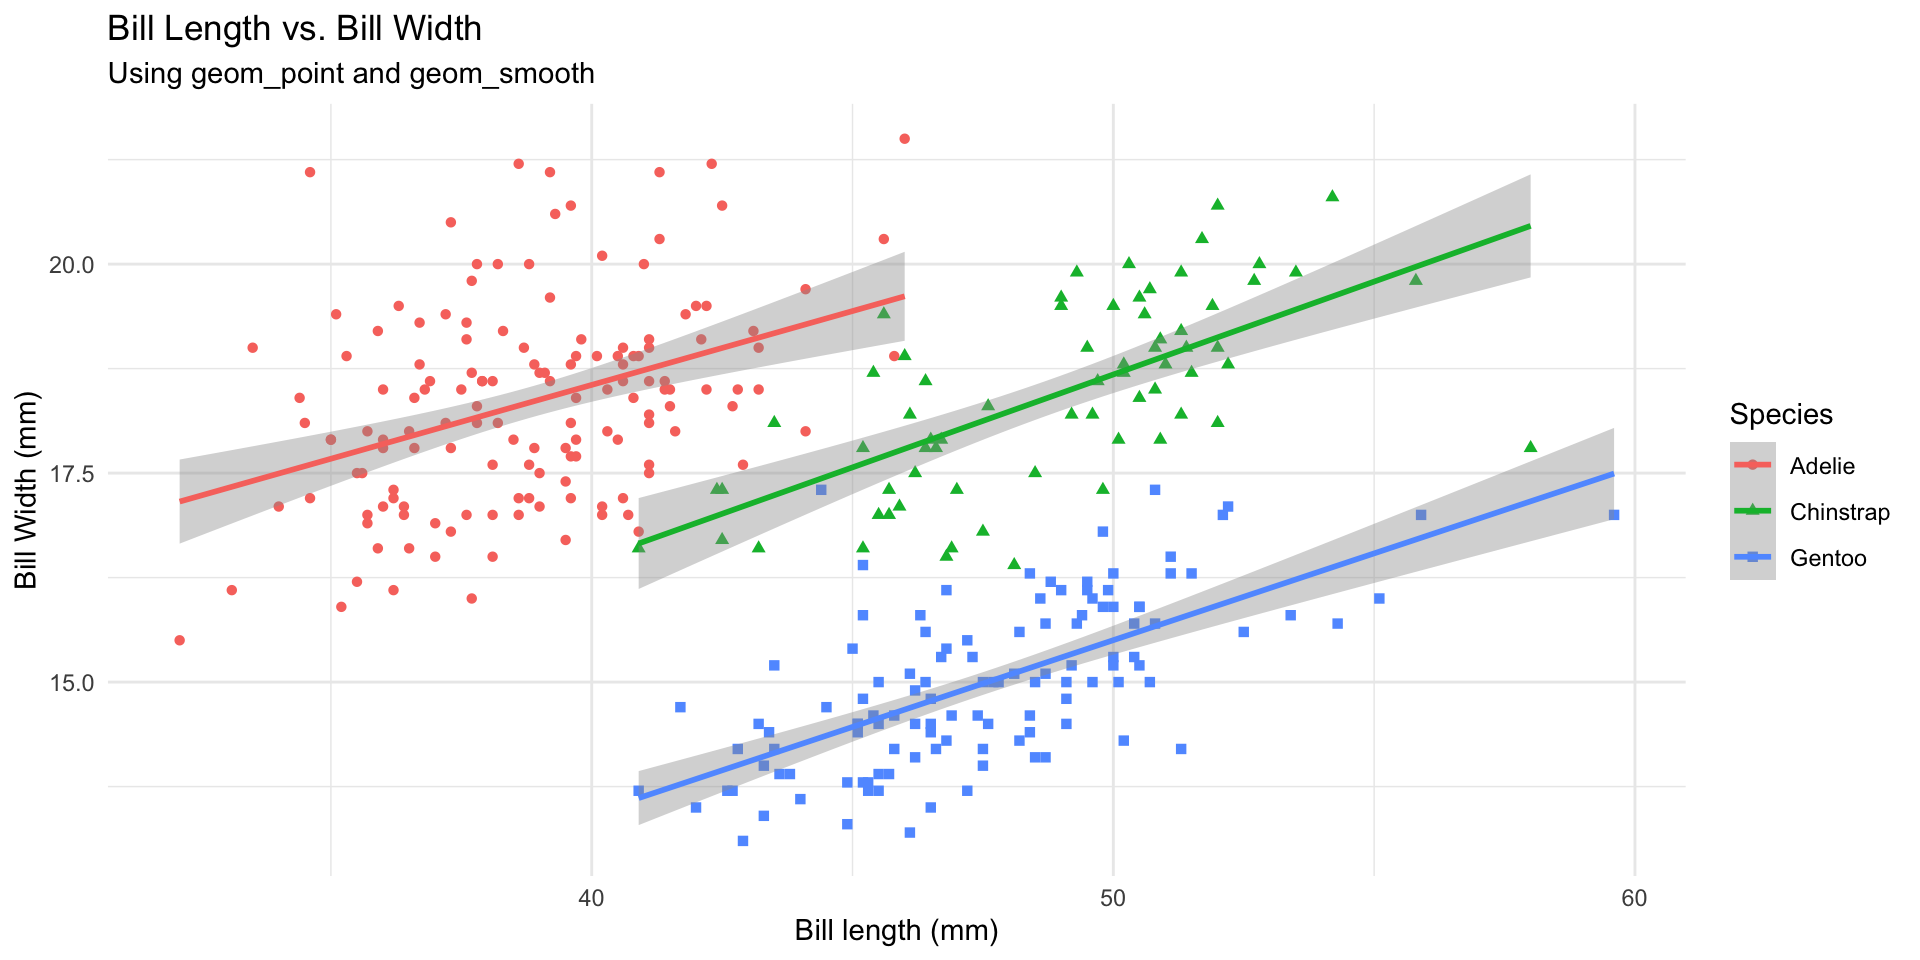 Bill Length vs. Bill Width
Using geom_point and geom_smooth
Bill Width (mm)
20.0
17.5
15.0
40
50
60
Bill length (mm)
Species
Adelie
Chinstrap
Gentoo